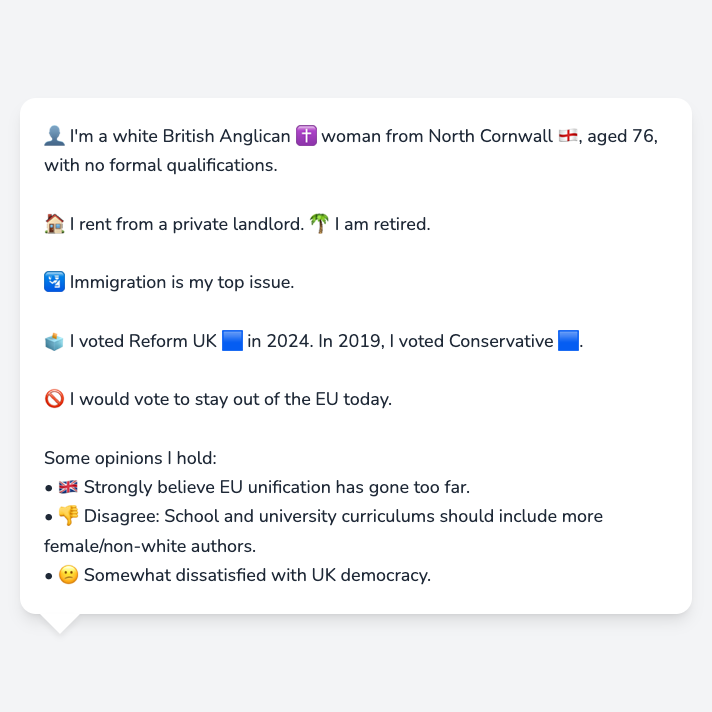 👤 I'm a white British Anglican ✝️ woman from North Cornwall 🏴󠁧󠁢󠁥󠁮󠁧󠁿, aged 76,
with no formal qualifications.
🏠 I rent from a private landlord. 🌴 I am retired.
🛂 Immigration is my top issue.
🗳️ I voted Reform UK 🟦 in 2024. In 2019, I voted Conservative 🟦.
🚫 I would vote to stay out of the EU today.
Some opinions I hold:
• 🇬🇧 Strongly believe EU unification has gone too far.
• 👎 Disagree: School and university curriculums should include more
female/non-white authors.
• 😕 Somewhat dissatisfied with UK democracy.